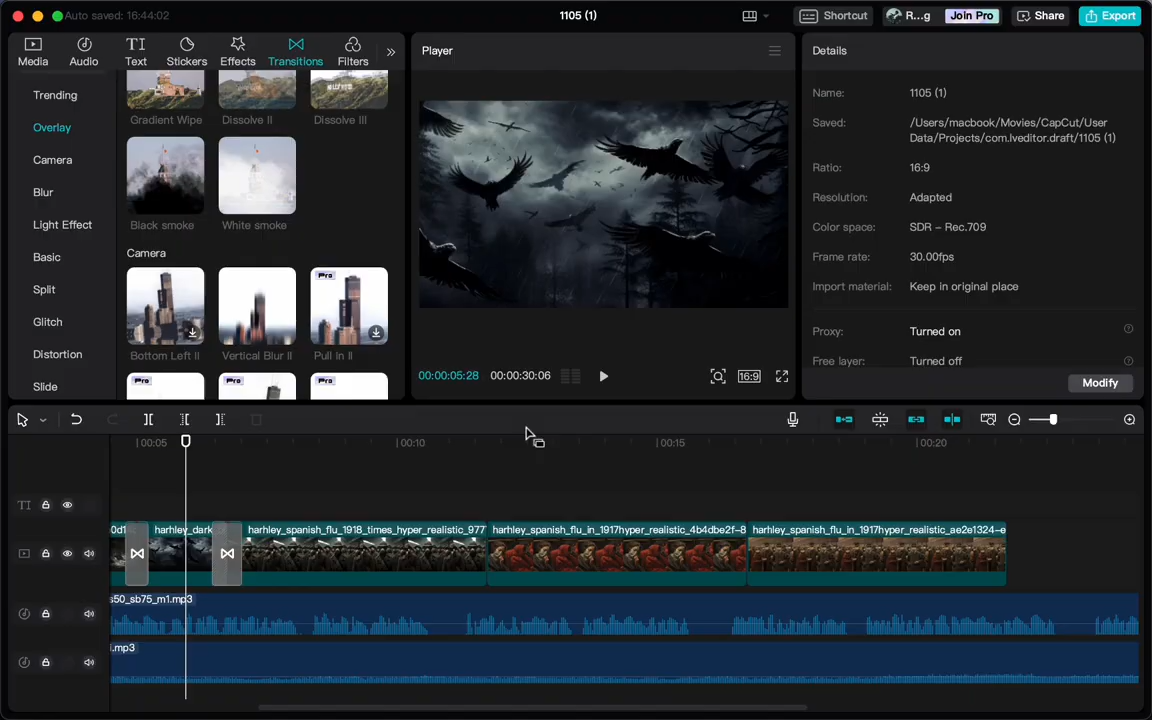 Auto saved: 16:44:02
1105 (1)
Shortcut
R...g
Join Pro
Share
Export
Media
Audio
Text
Stickers
Effects
Transitions
Filters
Trending
Overlay
Camera
Blur
Light Effect
Basic
Split
Glitch
Distortion
Slide
Gradient Wipe
Dissolve II
Dissolve III
Black smoke
White smoke
Camera
Pro
Bottom Left II
Vertical Blur II
Pull in II
Pro
Pro
Player
00:00:05:28
00:00:30:06
16:9
Details
Name:
1105 (1)
Saved:
/Users/macbook/Movies/CapCut/User
Data/Projects/com.lveditor.draft/1105 (1)
Ratio:
16:9
Resolution:
Adapted
Color space:
SDR – Rec.709
Frame rate:
30.00fps
Import material:
Keep in original place
Proxy:
Turned on
Free layer:
Turned off
Modify
00:05
00:10
00:15
00:20
TI
0d1
harhley_dark
harhley_spanish_flu_1918_times_hyper_realistic_977
harhley_spanish_flu_in_1917hyper_realistic_4b4dbe2f-8
harhley_spanish_flu_in_1917hyper_realistic_ae2e1324-e
s50_sb75_m1.mp3
.mp3